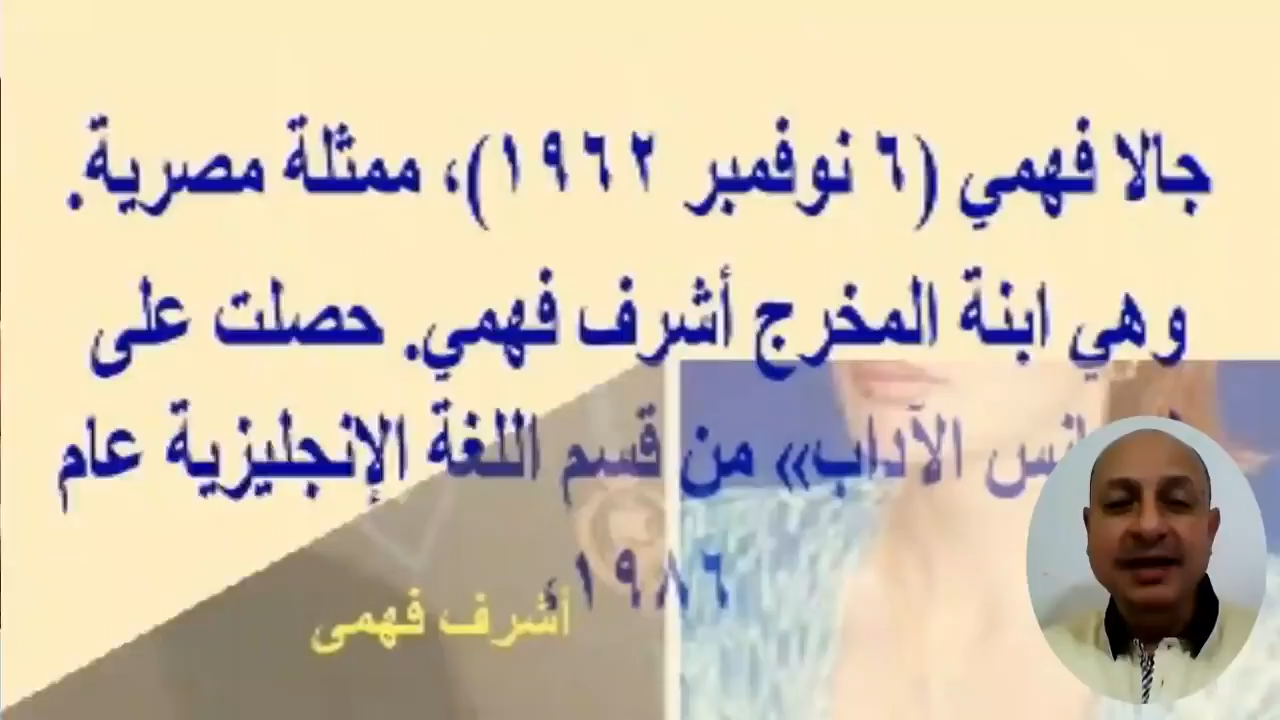 جالا فهمي (٦ نوفمبر ١٩٦٢)، ممثلة مصرية.
وهي ابنة المخرج أشرف فهمي. حصلت على
الآداب» من قسم اللغة الإنجليزية عام
١٩٨٦،
أشرف فهمى